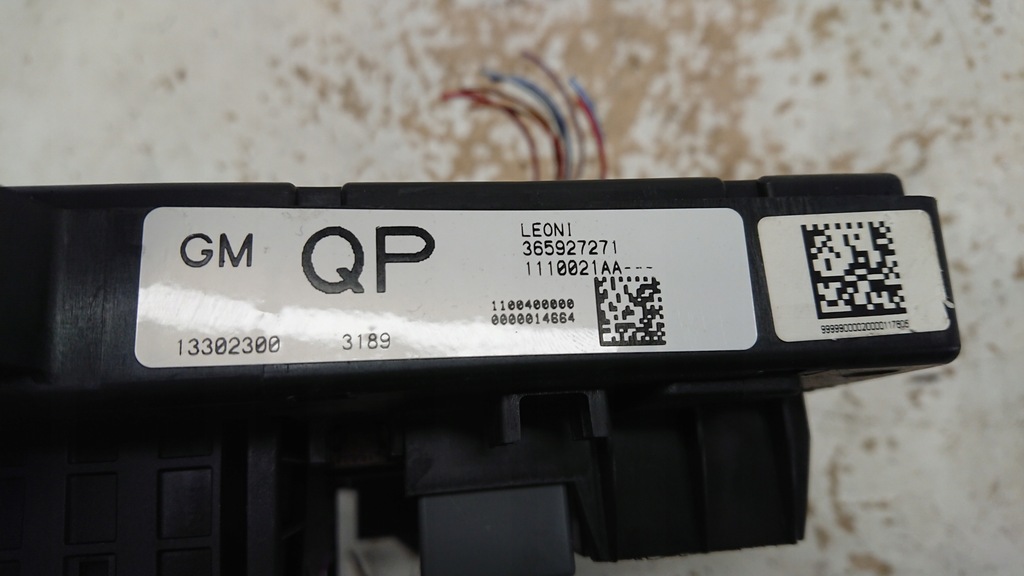 GM QP
LEONI
365927271
1110021AA---
1100400000
0000014664
13302300 3189